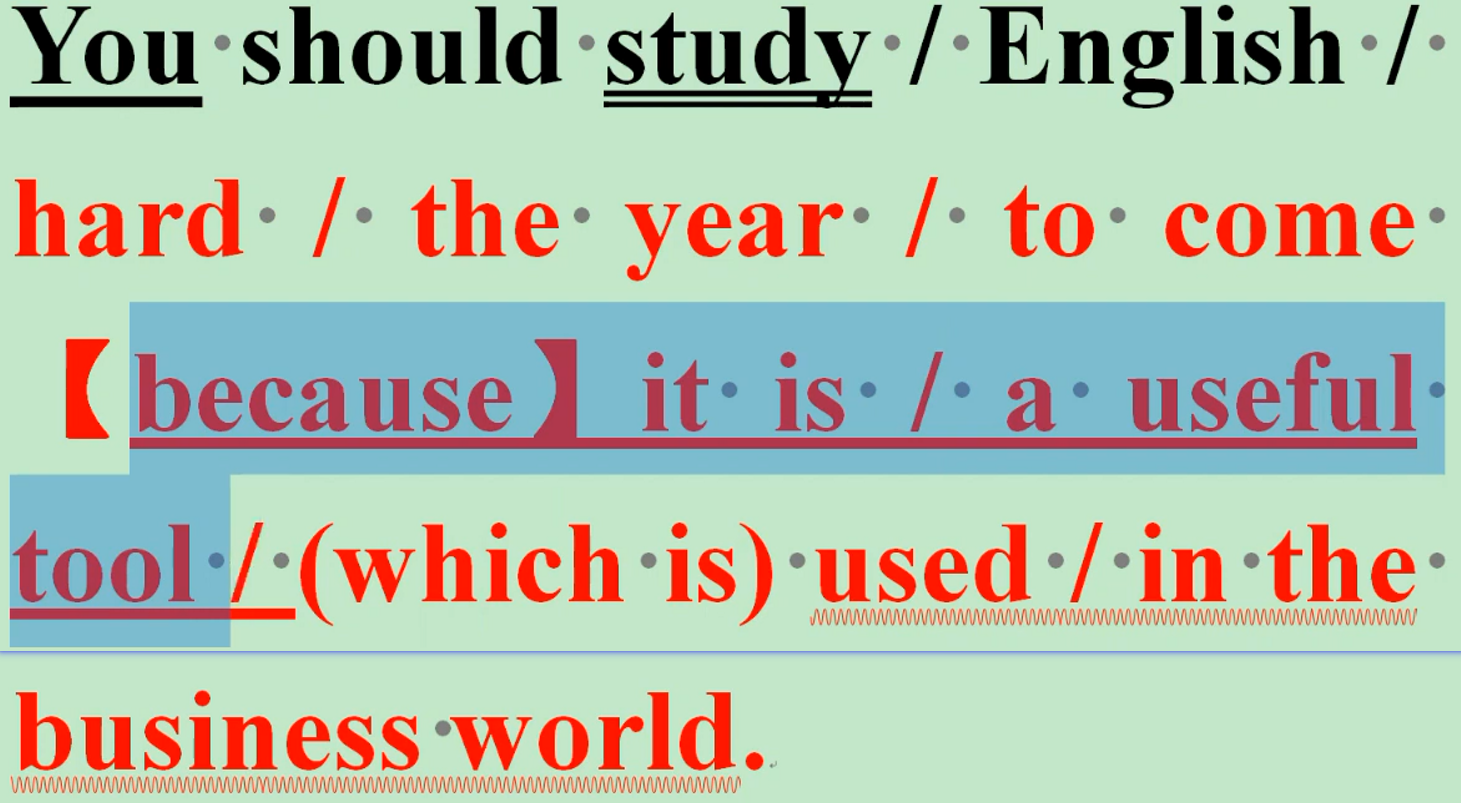 You should study / English /
hard / the year / to come
【because】it is / a useful
tool / (which is) used / in the
business world.